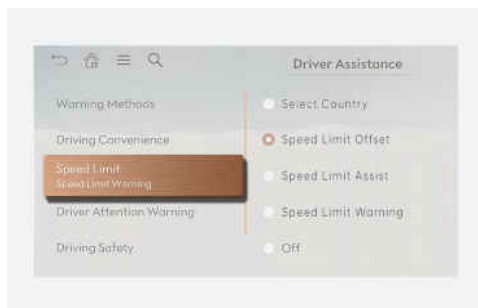 Driver Assistance
Warning Methods
Driving Convenience
Speed Limit
Speed Limit Warning
Driver Attention Warning
Driving Safety
Select Country
Speed Limit Offset
Speed Limit Assist
Speed Limit Warning
Off